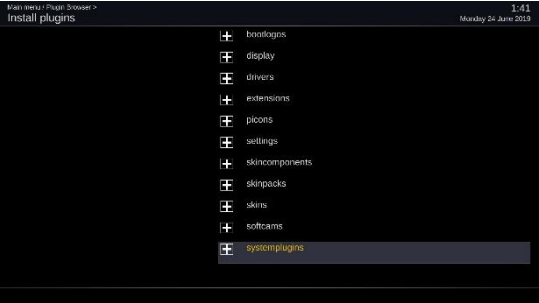 Main menu / Plugin Browser >
Install plugins
1:41
Monday 24 June 2019
bootlogos
display
drivers
extensions
picons
settings
skincomponents
skinpacks
skins
softcams
systemplugins